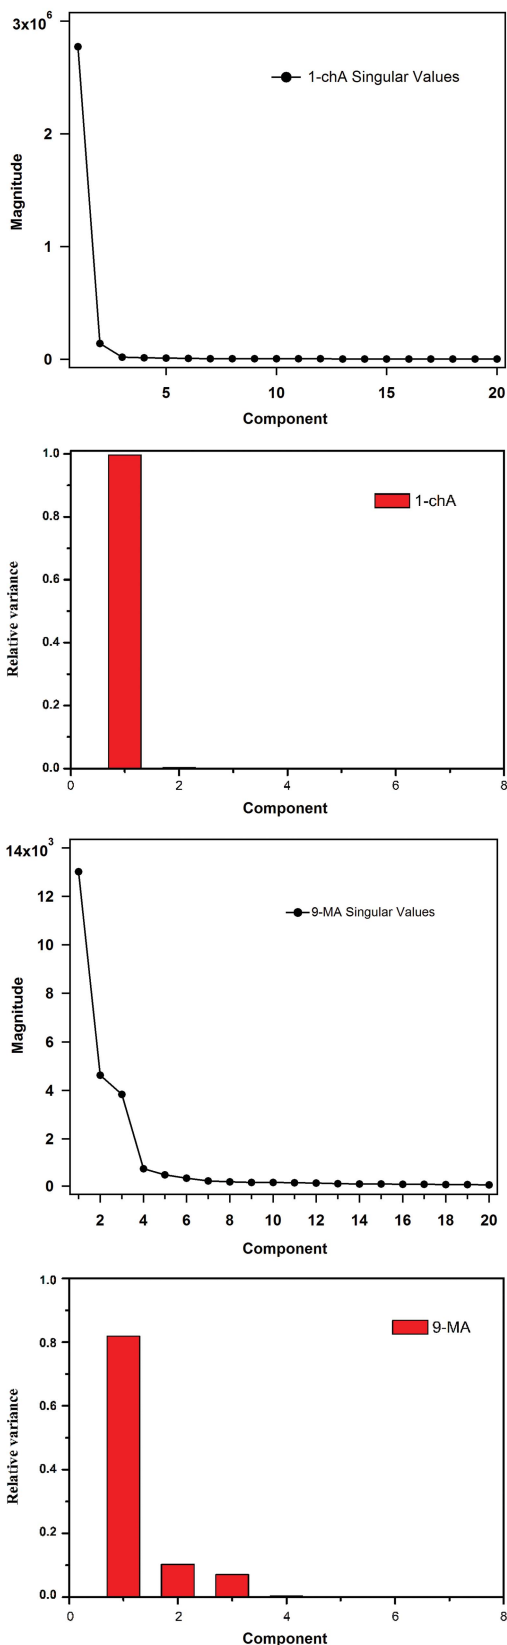 3x10^6
1-chA Singular Values
2
Magnitude
1
0
5 10 15 20
Component
1.0
1-chA
0.8
0.6
Relative variance
0.4
0.2
0.0
0 2 4 6 8
Component
14x10^3
12
9-MA Singular Values
10
8
Magnitude
6
4
2
0
2 4 6 8 10 12 14 16 18 20
Component
1.0
9-MA
0.8
0.6
Relative variance
0.4
0.2
0.0
0 2 4 6 8
Component